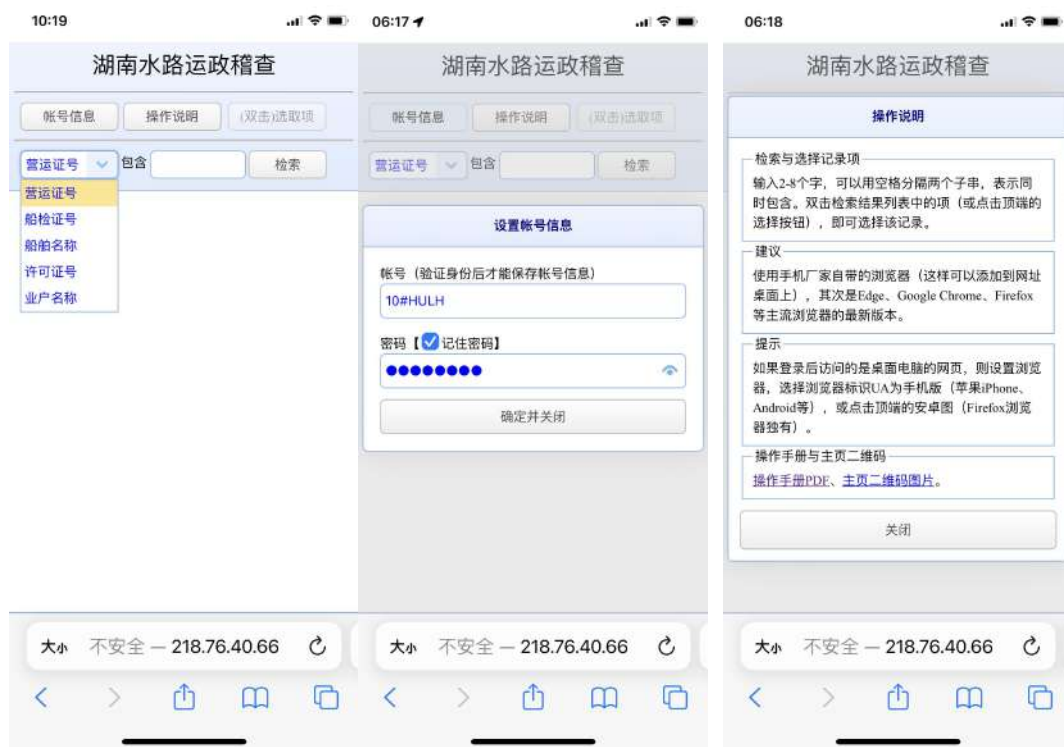 10:19
湖南水路运政稽查
帐号信息
操作说明
(双击)选取项
营运证号
包含
检索
营运证号
船检证号
船舶名称
许可证号
业户名称
大小 不安全 — 218.76.40.66
06:17
湖南水路运政稽查
帐号信息
操作说明
(双击)选取项
营运证号
包含
检索
设置帐号信息
帐号（验证身份后才能保存帐号信息）
10#HULH
密码【记住密码】
确定并关闭
大小 不安全 — 218.76.40.66
06:18
湖南水路运政稽查
操作说明
检索与选择记录项
输入2-8个字，可以用空格分隔两个子串，表示同
时包含。双击检索结果列表中的项（或点击顶端的
选择按钮），即可选择该记录。
建议
使用手机厂家自带的浏览器（这样可以添加到网址
桌面上），其次是Edge、Google Chrome、Firefox
等主流浏览器的最新版本。
提示
如果登录后访问的是桌面电脑的网页，则设置浏览
器，选择浏览器标识UA为手机版（苹果iPhone、
Android等），或点击顶端的安卓图（Firefox浏览
器独有）。
操作手册与主页二维码
操作手册PDF、主页二维码图片。
关闭
大小 不安全 — 218.76.40.66